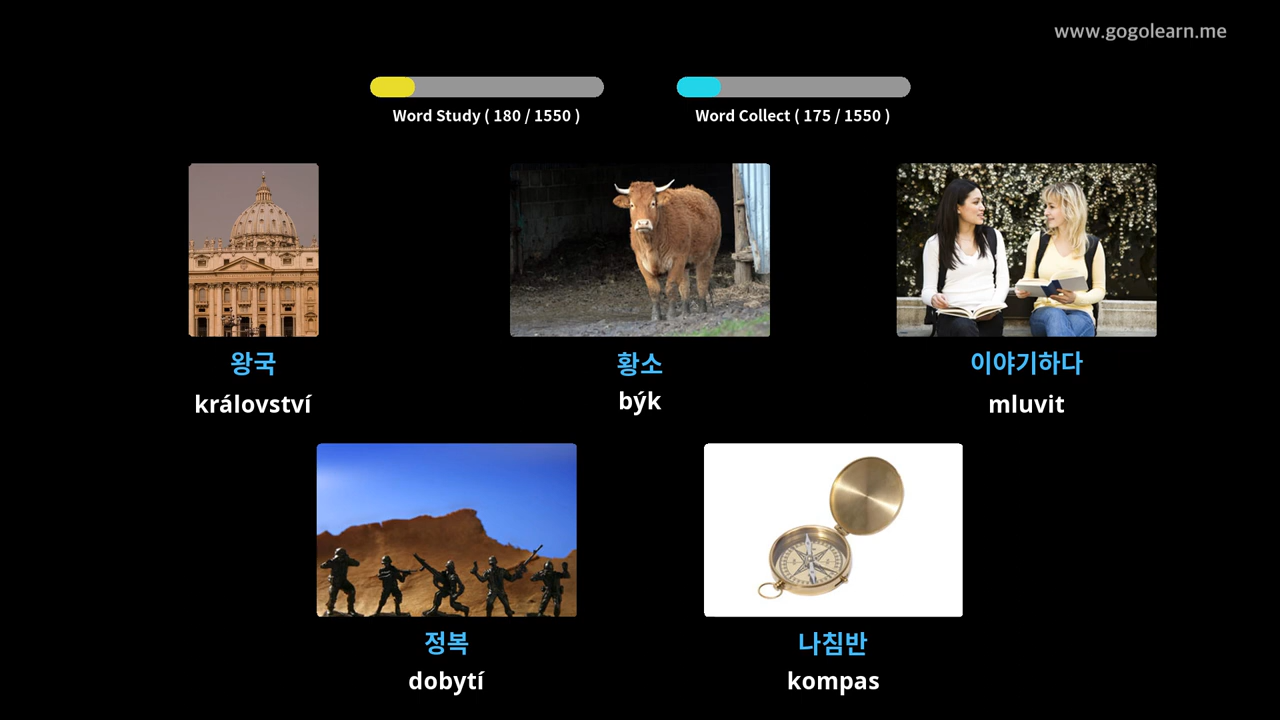 www.gogolearn.me
Word Study ( 180 / 1550 )
Word Collect ( 175 / 1550 )
왕국
království
황소
býk
이야기하다
mluvit
정복
dobytí
나침반
kompas